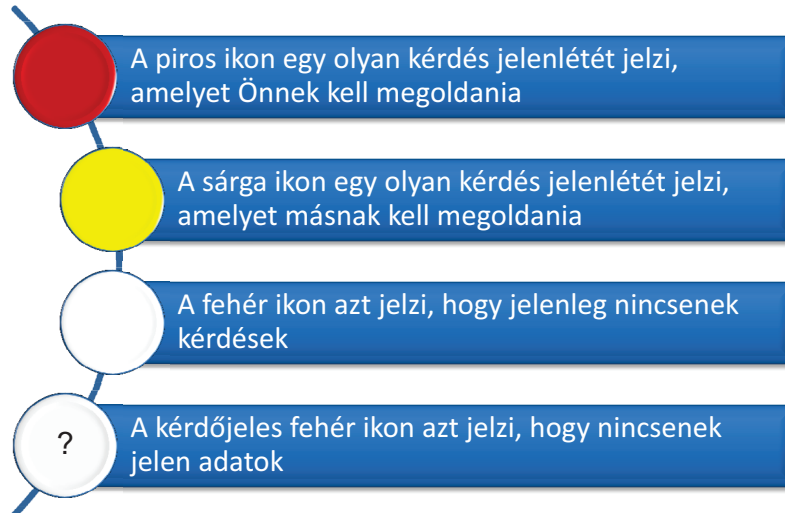 A piros ikon egy olyan kérdés jelenlétét jelzi,
amelyet Önnek kell megoldania
A sárga ikon egy olyan kérdés jelenlétét jelzi,
amelyet másnak kell megoldania
A fehér ikon azt jelzi, hogy jelenleg nincsenek
kérdések
?
A kérdőjeles fehér ikon azt jelzi, hogy nincsenek
jelen adatok